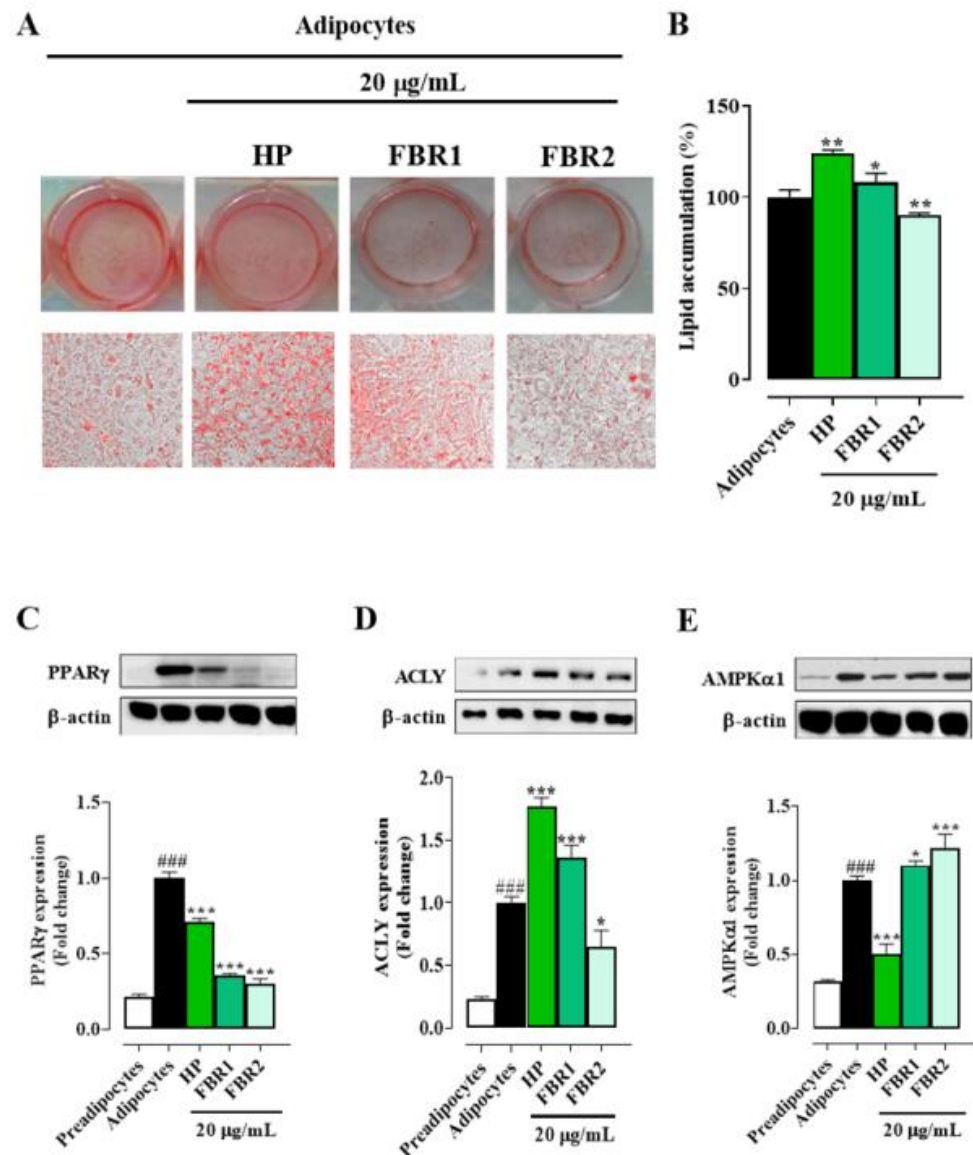 A
Adipocytes
20 μg/mL
HP FBR1 FBR2
B
Lipid accumulation (%)
150
100
50
0
** * **
Adipocytes HP FBR1 FBR2
20 μg/mL
C
PPARγ
β-actin
PPARγ expression
(Fold change)
1.5
1.0
0.5
0.0
### *** *** ***
Preadipocytes Adipocytes HP FBR1 FBR2
20 μg/mL
D
ACLY
β-actin
ACLY expression
(Fold change)
2.0
1.5
1.0
0.5
0.0
### *** *** *
Preadipocytes Adipocytes HP FBR1 FBR2
20 μg/mL
E
AMPKα1
β-actin
AMPKα1 expression
(Fold change)
1.5
1.0
0.5
0.0
### *** * ***
Preadipocytes Adipocytes HP FBR1 FBR2
20 μg/mL